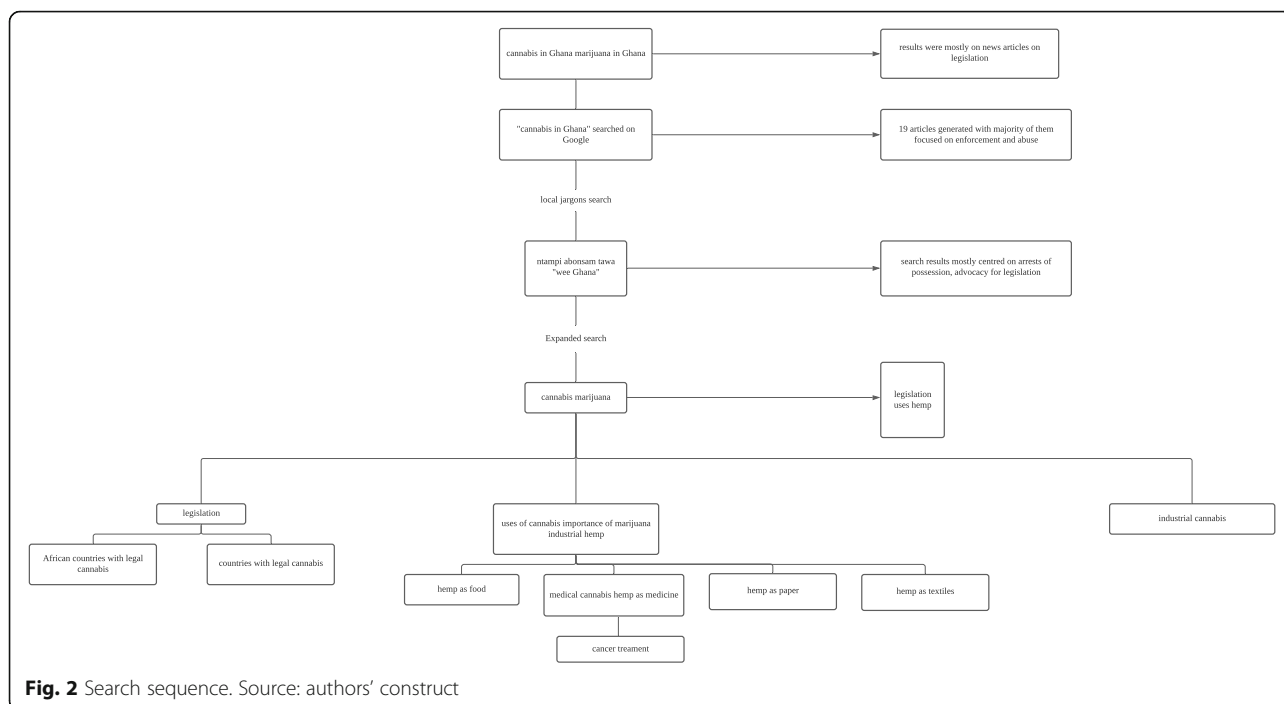 cannabis in Ghana marijuana in Ghana
results were mostly on news articles on
legislation
"cannabis in Ghana" searched on
Google
19 articles generated with majority of them
focused on enforcement and abuse
local jargons search
ntampi abonsam tawa
"wee Ghana"
search results mostly centred on arrests of
possession, advocacy for legislation
Expanded search
cannabis marijuana
legislation
uses hemp
legislation
uses of cannabis importance of marijuana
industrial hemp
industrial cannabis
African countries with legal
cannabis
countries with legal cannabis
hemp as food
medical cannabis hemp as medicine
hemp as paper
hemp as textiles
cancer treament
Fig. 2 Search sequence. Source: authors' construct